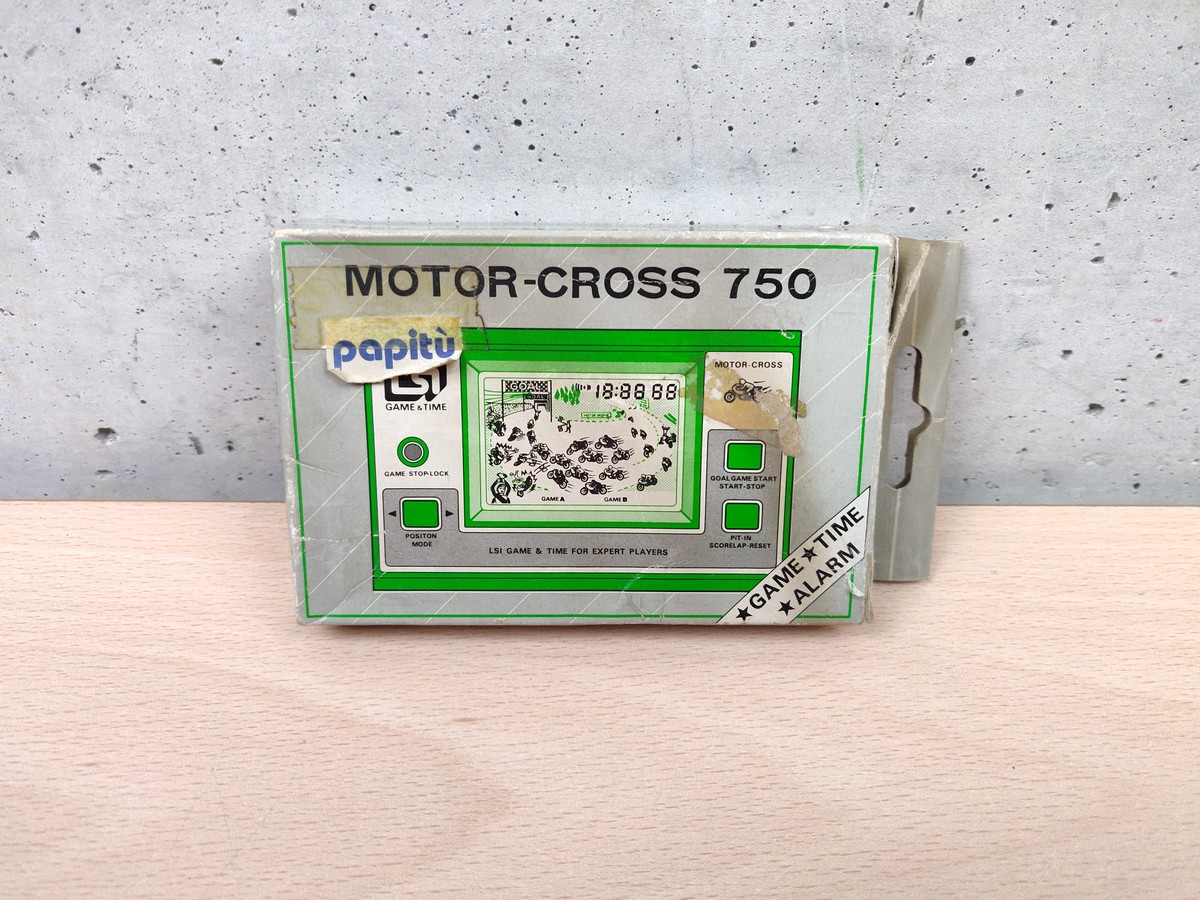 MOTOR-CROSS 750
papitù
LSI
GAME & TIME
GAME STOP-LOCK
POSITON
MODE
GOAL
GOAL
18:88 88
GAME A
GAME B
MOTOR-CROSS
GOAL GAME START
START-STOP
PIT-IN
SCORELAP-RESET
LSI GAME & TIME FOR EXPERT PLAYERS
★GAME★TIME
★ALARM